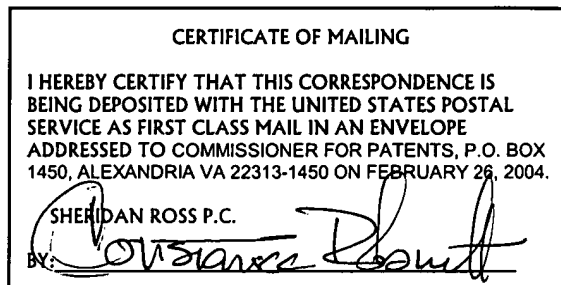 CERTIFICATE OF MAILING
I HEREBY CERTIFY THAT THIS CORRESPONDENCE IS
BEING DEPOSITED WITH THE UNITED STATES POSTAL
SERVICE AS FIRST CLASS MAIL IN AN ENVELOPE
ADDRESSED TO COMMISSIONER FOR PATENTS, P.O. BOX
1450, ALEXANDRIA VA 22313-1450 ON FEBRUARY 26, 2004.
SHERIDAN ROSS P.C.
BY: Constance